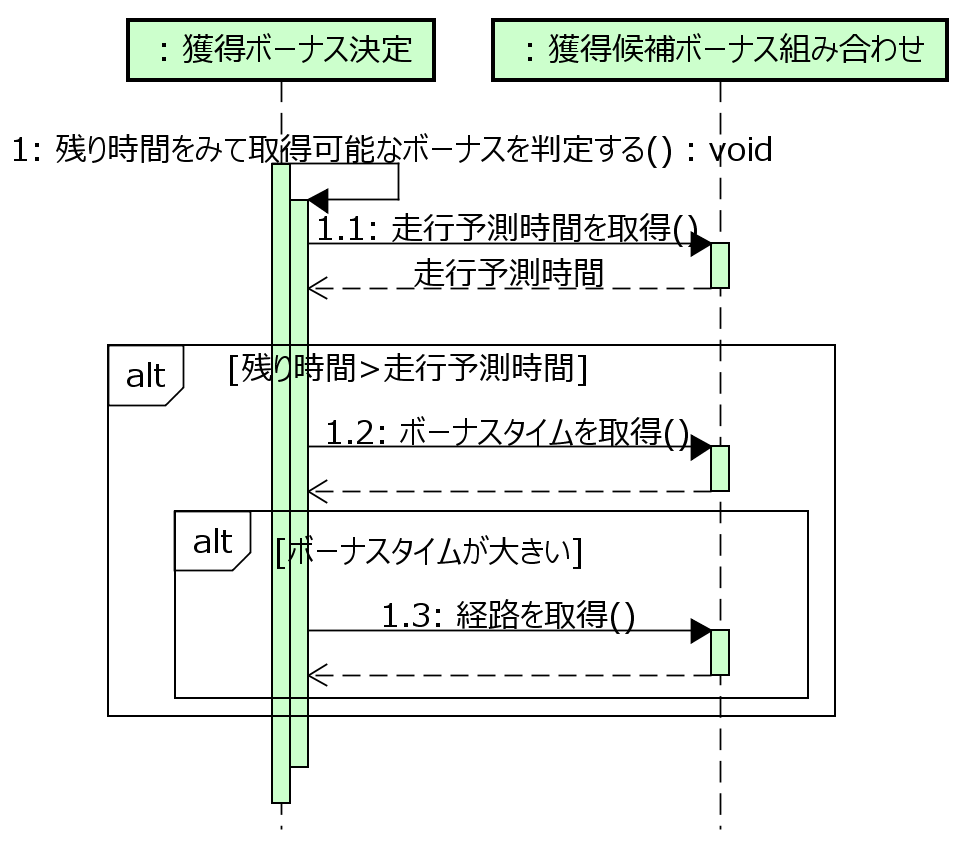 : 獲得ボーナス決定
: 獲得候補ボーナス組み合わせ
1: 残り時間をみて取得可能なボーナスを判定する() : void
1.1: 走行予測時間を取得()
走行予測時間
alt
[残り時間>走行予測時間]
1.2: ボーナスタイムを取得()
alt
[ボーナスタイムが大きい]
1.3: 経路を取得()